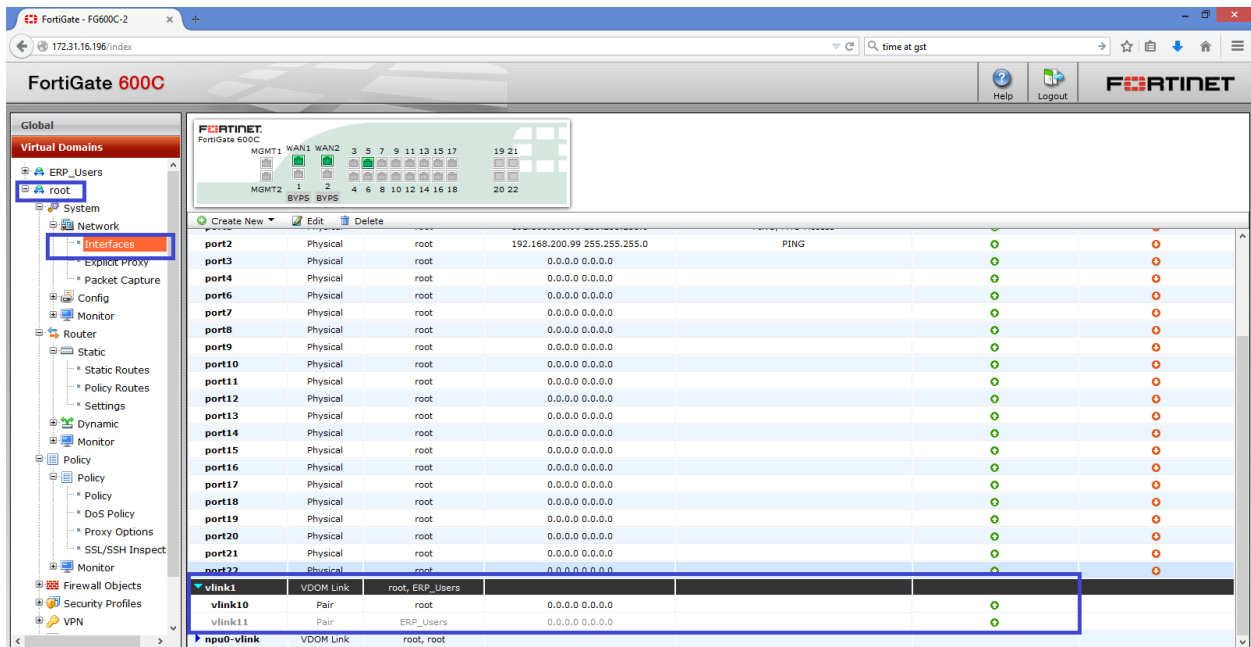 FortiGate - FG600C-2
172.31.16.196/index
time at gst
FortiGate 600C
Help
Logout
FORTINET
Global
Virtual Domains
ERP_Users
root
System
Network
Interfaces
Explicit Proxy
Packet Capture
Config
Monitor
Router
Static
Static Routes
Policy Routes
Settings
Dynamic
Monitor
Policy
Policy
Policy
DoS Policy
Proxy Options
SSL/SSH Inspect
Monitor
Firewall Objects
Security Profiles
VPN
FORTINET.
FortiGate 600C
MGMT1 WAN1 WAN2 3 5 7 9 11 13 15 17 19 21
MGMT2 1 2 4 6 8 10 12 14 16 18 20 22
BYPS BYPS
Create New Edit Delete
port2 Physical root 192.168.200.99 255.255.255.0 PING
port3 Physical root 0.0.0.0 0.0.0.0
port4 Physical root 0.0.0.0 0.0.0.0
port6 Physical root 0.0.0.0 0.0.0.0
port7 Physical root 0.0.0.0 0.0.0.0
port8 Physical root 0.0.0.0 0.0.0.0
port9 Physical root 0.0.0.0 0.0.0.0
port10 Physical root 0.0.0.0 0.0.0.0
port11 Physical root 0.0.0.0 0.0.0.0
port12 Physical root 0.0.0.0 0.0.0.0
port13 Physical root 0.0.0.0 0.0.0.0
port14 Physical root 0.0.0.0 0.0.0.0
port15 Physical root 0.0.0.0 0.0.0.0
port16 Physical root 0.0.0.0 0.0.0.0
port17 Physical root 0.0.0.0 0.0.0.0
port18 Physical root 0.0.0.0 0.0.0.0
port19 Physical root 0.0.0.0 0.0.0.0
port20 Physical root 0.0.0.0 0.0.0.0
port21 Physical root 0.0.0.0 0.0.0.0
port22 Physical root 0.0.0.0 0.0.0.0
vlink1 VDOM Link root, ERP_Users
vlink10 Pair root 0.0.0.0 0.0.0.0
vlink11 Pair ERP_Users 0.0.0.0 0.0.0.0
npu0-vlink VDOM Link root, root